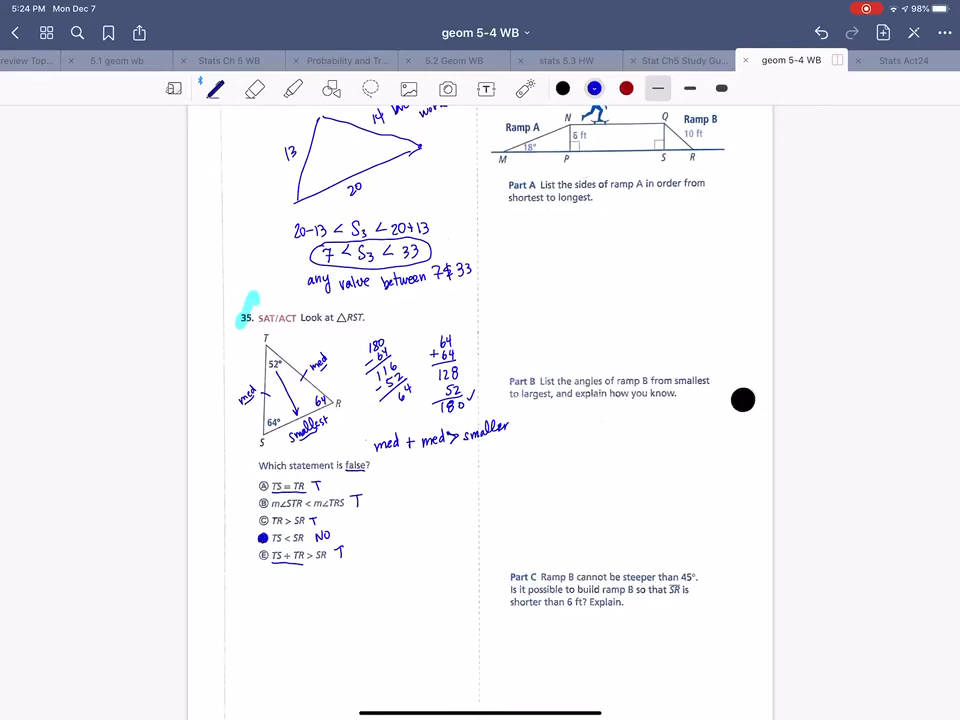 5:24 PM Mon Dec 7
98%
geom 5-4 WB
review Top...
5.1 geom wb
Stats Ch 5 WB
Probability and Tr...
5.2 Geom WB
stats 5.3 HW
Stat Ch5 Study Gu...
geom 5-4 WB
Stats Act24
14
13
20
20-13 < S₃ < 20+13
7 < S₃ < 33
any value between 7 & 33
35. SAT/ACT Look at △RST.
T
52°
med
med
64
R
64°
S
smallest
180
-64
116
-52
64
64
+64
128
52
180 ✓
med + med > smaller
Which statement is false?
A TS = TR T
B m∠STR < m∠TRS T
C TR > SR T
TS < SR NO
E TS + TR > SR T
N
Q
Ramp A
Ramp B
6 ft
10 ft
18°
M
P
S
R
Part A List the sides of ramp A in order from
shortest to longest.
Part B List the angles of ramp B from smallest
to largest, and explain how you know.
Part C Ramp B cannot be steeper than 45°.
Is it possible to build ramp B so that S̅R̅ is
shorter than 6 ft? Explain.